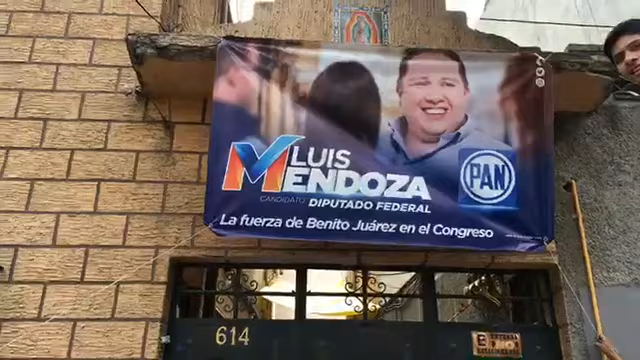 LUIS
MENDOZA
CANDIDATO DIPUTADO FEDERAL
PAN
La fuerza de Benito Juárez en el Congreso
614